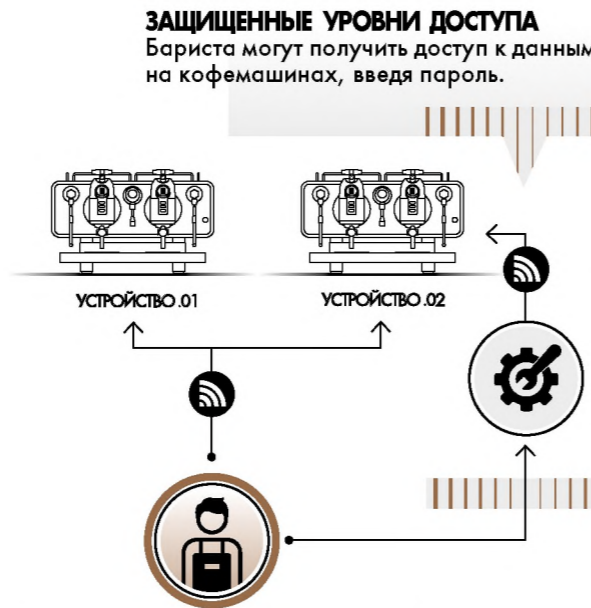 ЗАЩИЩЕННЫЕ УРОВНИ ДОСТУПА
Бариста могут получить доступ к данным
на кофемашинах, введя пароль.
УСТРОЙСТВО.01
УСТРОЙСТВО.02